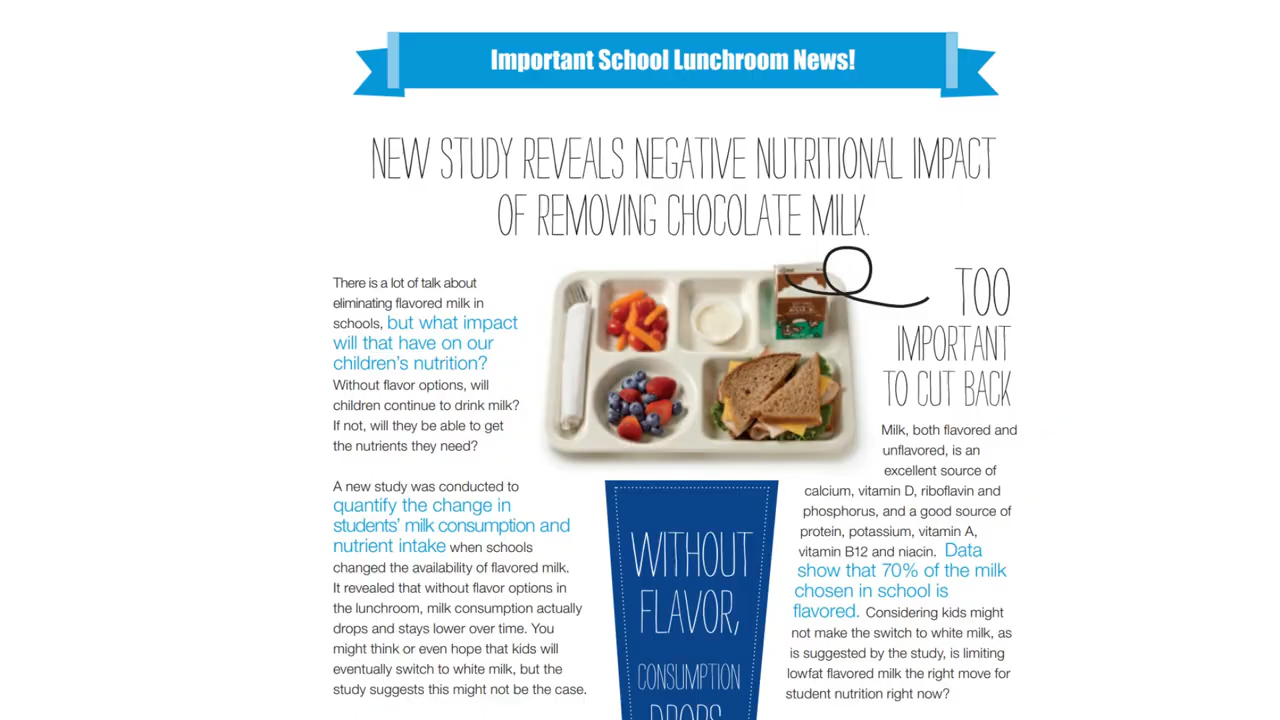 Important School Lunchroom News!
NEW STUDY REVEALS NEGATIVE NUTRITIONAL IMPACT
OF REMOVING CHOCOLATE MILK.
There is a lot of talk about
eliminating flavored milk in
schools, but what impact
will that have on our
children's nutrition?
Without flavor options, will
children continue to drink milk?
If not, will they be able to get
the nutrients they need?
A new study was conducted to
quantify the change in
students' milk consumption and
nutrient intake when schools
changed the availability of flavored milk.
It revealed that without flavor options in
the lunchroom, milk consumption actually
drops and stays lower over time. You
might think or even hope that kids will
eventually switch to white milk, but the
study suggests this might not be the case.
WITHOUT
FLAVOR,
CONSUMPTION
DROPS
TOO
IMPORTANT
TO CUT BACK
Milk, both flavored and
unflavored, is an
excellent source of
calcium, vitamin D, riboflavin and
phosphorus, and a good source of
protein, potassium, vitamin A,
vitamin B12 and niacin. Data
show that 70% of the milk
chosen in school is
flavored. Considering kids might
not make the switch to white milk, as
is suggested by the study, is limiting
lowfat flavored milk the right move for
student nutrition right now?